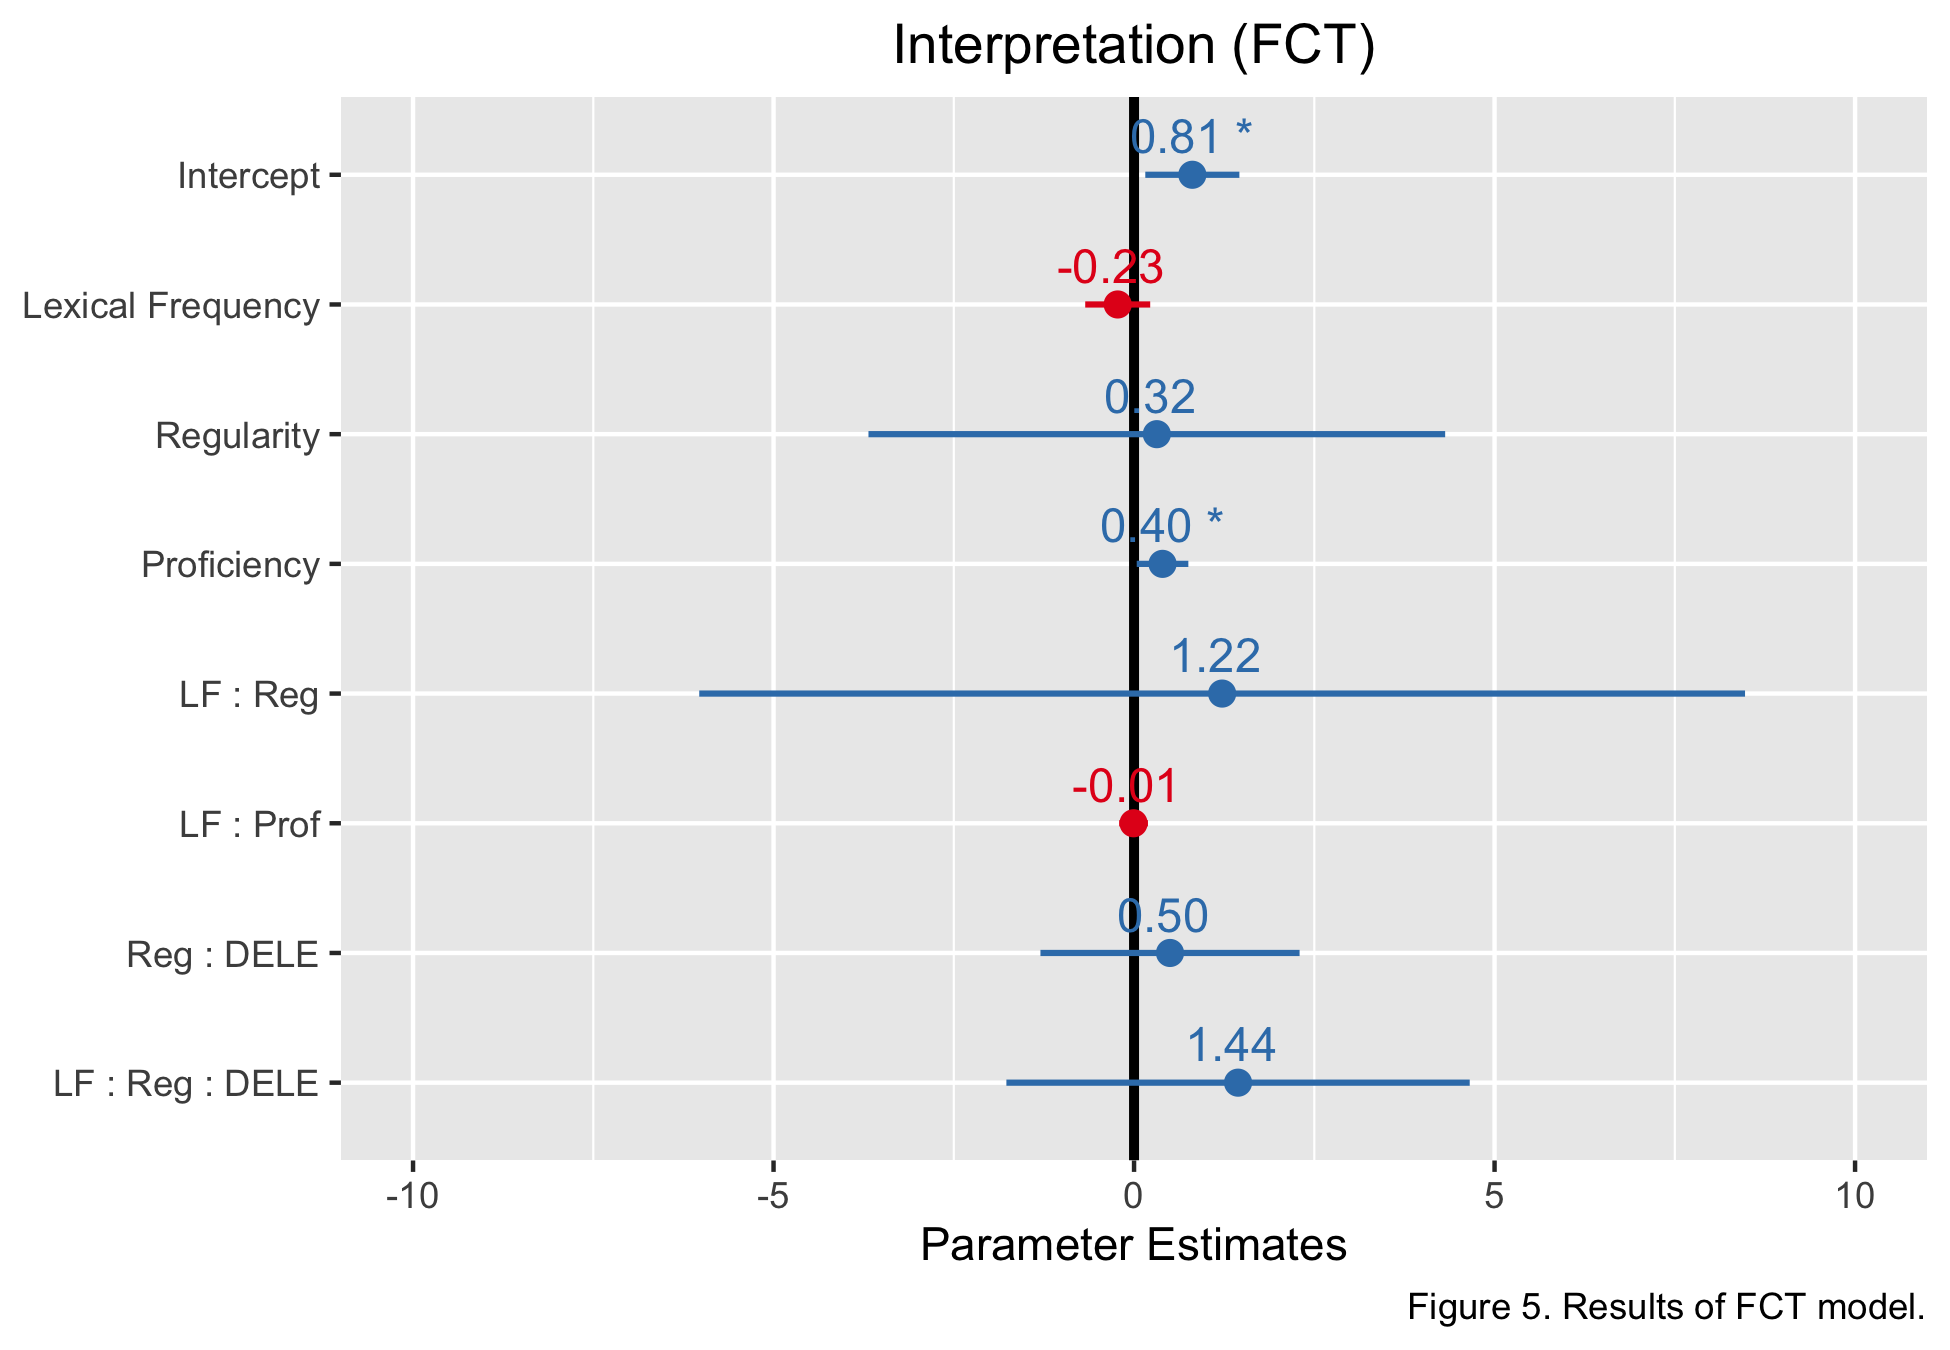 Interpretation (FCT)
Intercept
0.81 *
Lexical Frequency
-0.23
Regularity
0.32
Proficiency
0.40 *
LF : Reg
1.22
LF : Prof
-0.01
Reg : DELE
0.50
LF : Reg : DELE
1.44
-10 -5 0 5 10
Parameter Estimates
Figure 5. Results of FCT model.